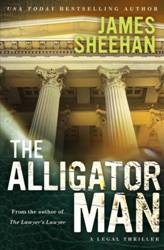 USA TODAY BESTSELLING AUTHOR
JAMES
SHEEHAN
THE
ALLIGATOR
MAN
From the author of
The Lawyer's Lawyer
A LEGAL THRILLER